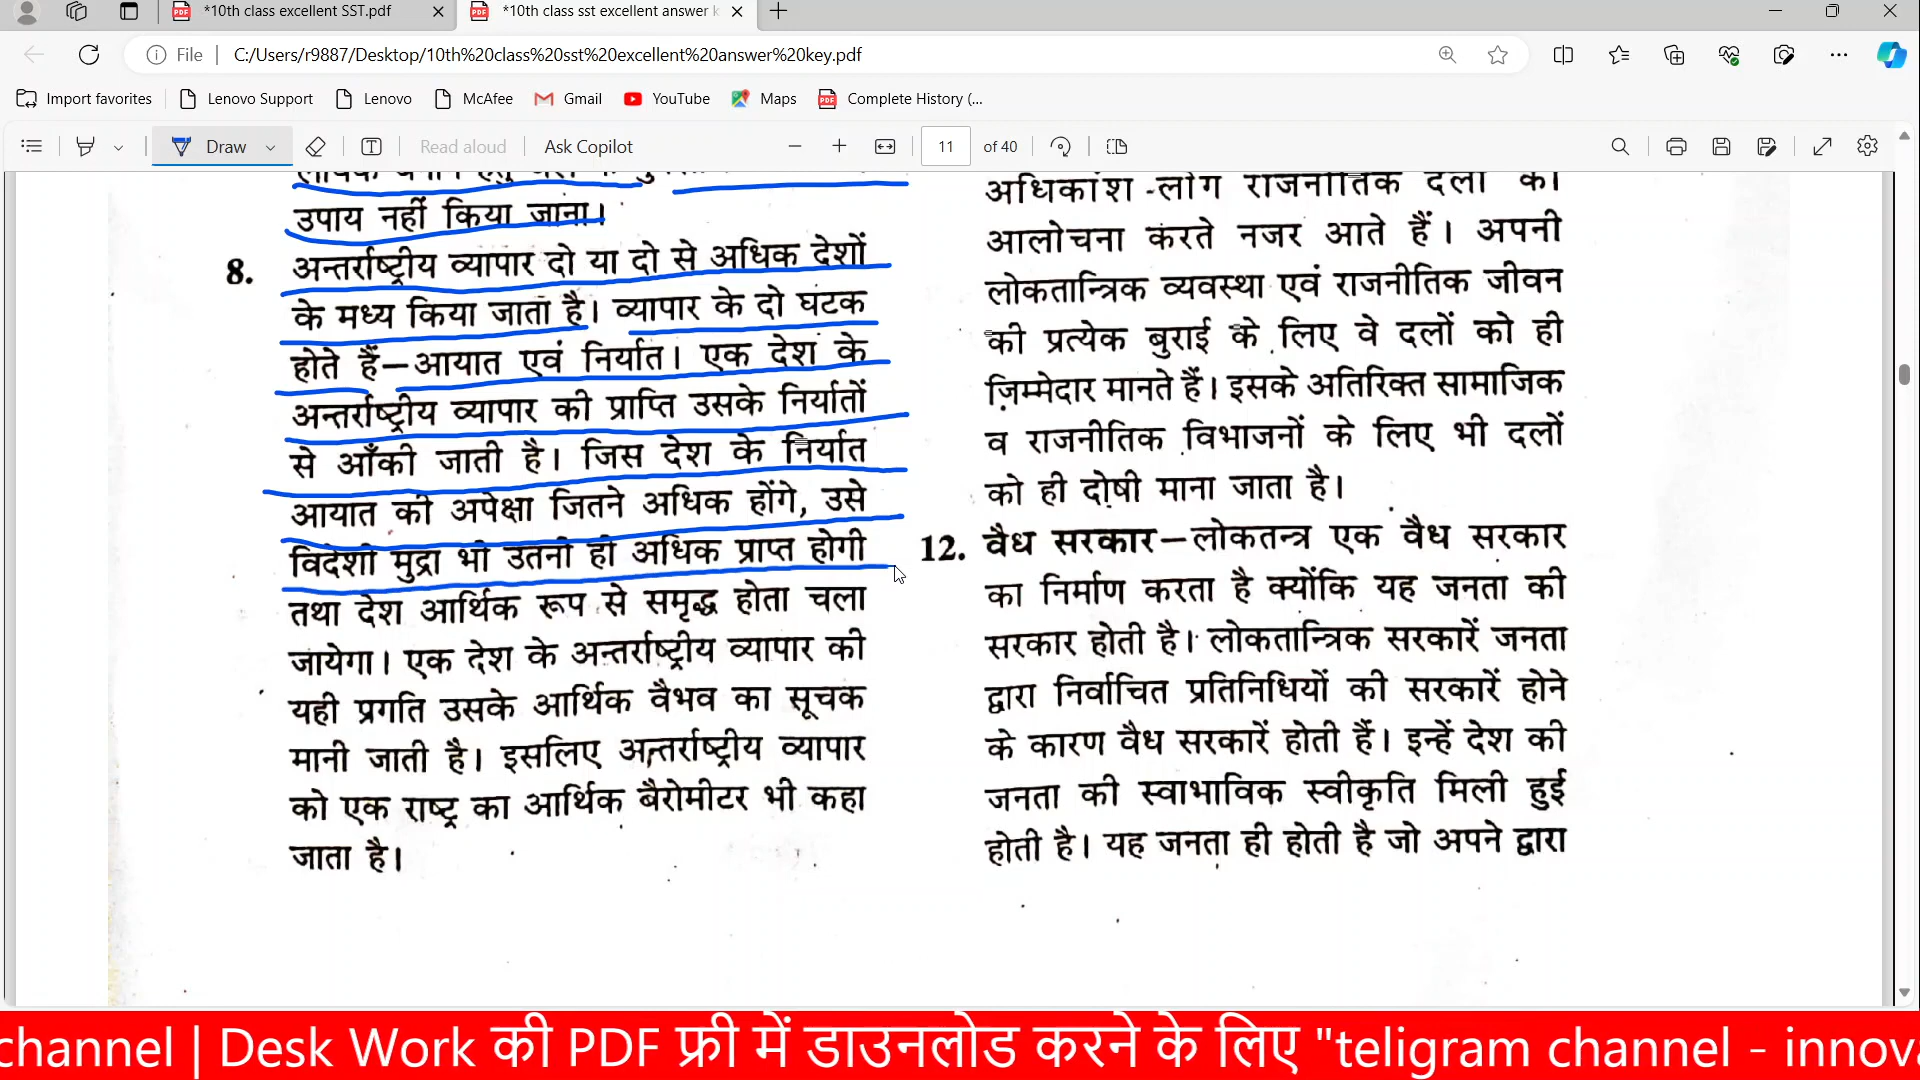 *10th class excellent SST.pdf
*10th class sst excellent answer k
File
C:/Users/r9887/Desktop/10th%20class%20sst%20excellent%20answer%20key.pdf
Import favorites
Lenovo Support
Lenovo
McAfee
Gmail
YouTube
Maps
Complete History (...
Draw
Read aloud
Ask Copilot
11 of 40
उपाय नहीं किया जाना।
8. अन्तर्राष्ट्रीय व्यापार दो या दो से अधिक देशों
के मध्य किया जाता है। व्यापार के दो घटक
होते हैं—आयात एवं निर्यात। एक देश के
अन्तर्राष्ट्रीय व्यापार की प्राप्ति उसके निर्यातों
से आँकी जाती है। जिस देश के निर्यात
आयात की अपेक्षा जितने अधिक होंगे, उसे
विदेशी मुद्रा भी उतनी ही अधिक प्राप्त होगी
तथा देश आर्थिक रूप से समृद्ध होता चला
जायेगा। एक देश के अन्तर्राष्ट्रीय व्यापार की
यही प्रगति उसके आर्थिक वैभव का सूचक
मानी जाती है। इसलिए अन्तर्राष्ट्रीय व्यापार
को एक राष्ट्र का आर्थिक बैरोमीटर भी कहा
जाता है।
अधिकांश -लोग राजनीतिक दलों की
आलोचना करते नजर आते हैं। अपनी
लोकतान्त्रिक व्यवस्था एवं राजनीतिक जीवन
की प्रत्येक बुराई के लिए वे दलों को ही
ज़िम्मेदार मानते हैं। इसके अतिरिक्त सामाजिक
व राजनीतिक विभाजनों के लिए भी दलों
को ही दोषी माना जाता है।
12. वैध सरकार—लोकतन्त्र एक वैध सरकार
का निर्माण करता है क्योंकि यह जनता की
सरकार होती है। लोकतान्त्रिक सरकारें जनता
द्वारा निर्वाचित प्रतिनिधियों की सरकारें होने
के कारण वैध सरकारें होती हैं। इन्हें देश की
जनता की स्वाभाविक स्वीकृति मिली हुई
होती है। यह जनता ही होती है जो अपने द्वारा
channel | Desk Work की PDF फ्री में डाउनलोड करने के लिए "teligram channel - innova